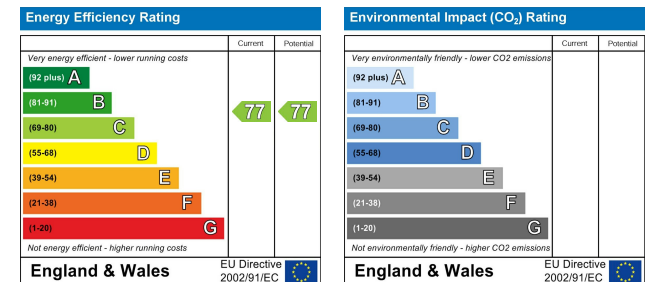 Energy Efficiency Rating
Current Potential
Very energy efficient - lower running costs
(92 plus) A
(81-91) B
77 77
(69-80) C
(55-68) D
(39-54) E
(21-38) F
(1-20) G
Not energy efficient - higher running costs
England & Wales
EU Directive
2002/91/EC
Environmental Impact (CO₂) Rating
Current Potential
Very environmentally friendly - lower CO2 emissions
(92 plus) A
(81-91) B
(69-80) C
(55-68) D
(39-54) E
(21-38) F
(1-20) G
Not environmentally friendly - higher CO2 emissions
England & Wales
EU Directive
2002/91/EC